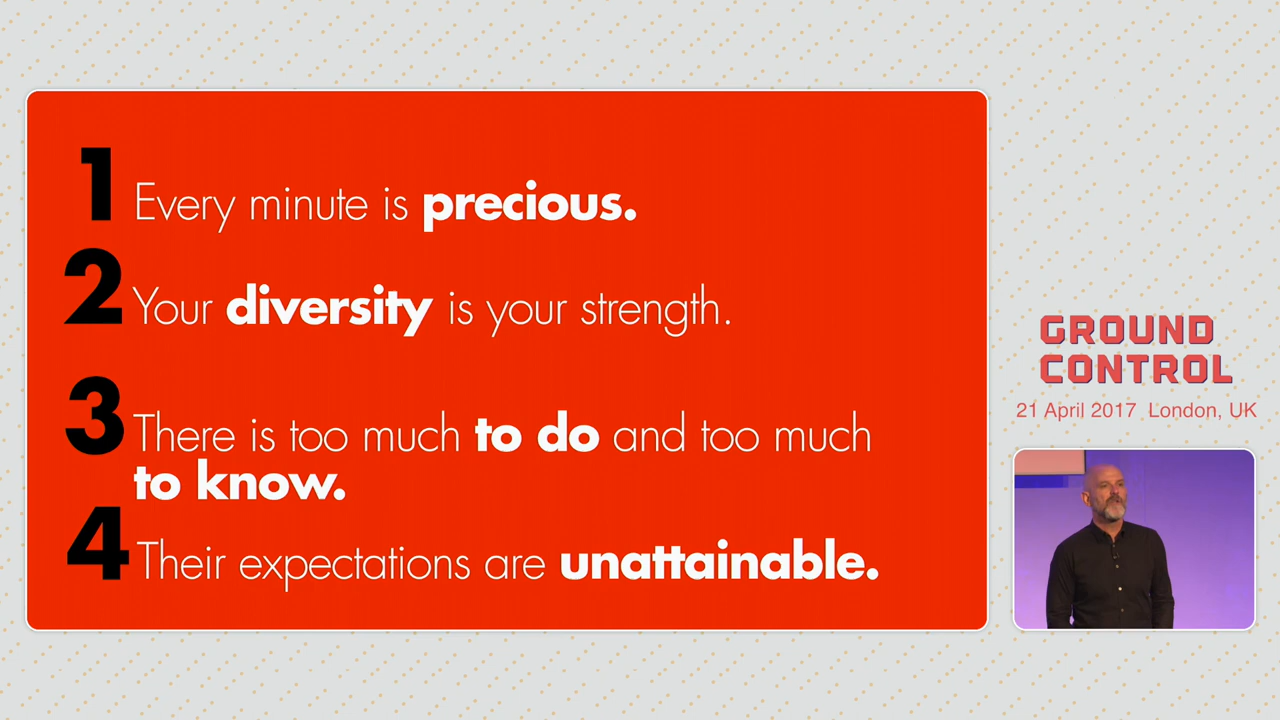 1 Every minute is precious.
2 Your diversity is your strength.
3 There is too much to do and too much
to know.
4 Their expectations are unattainable.
GROUND
CONTROL
21 April 2017 London, UK